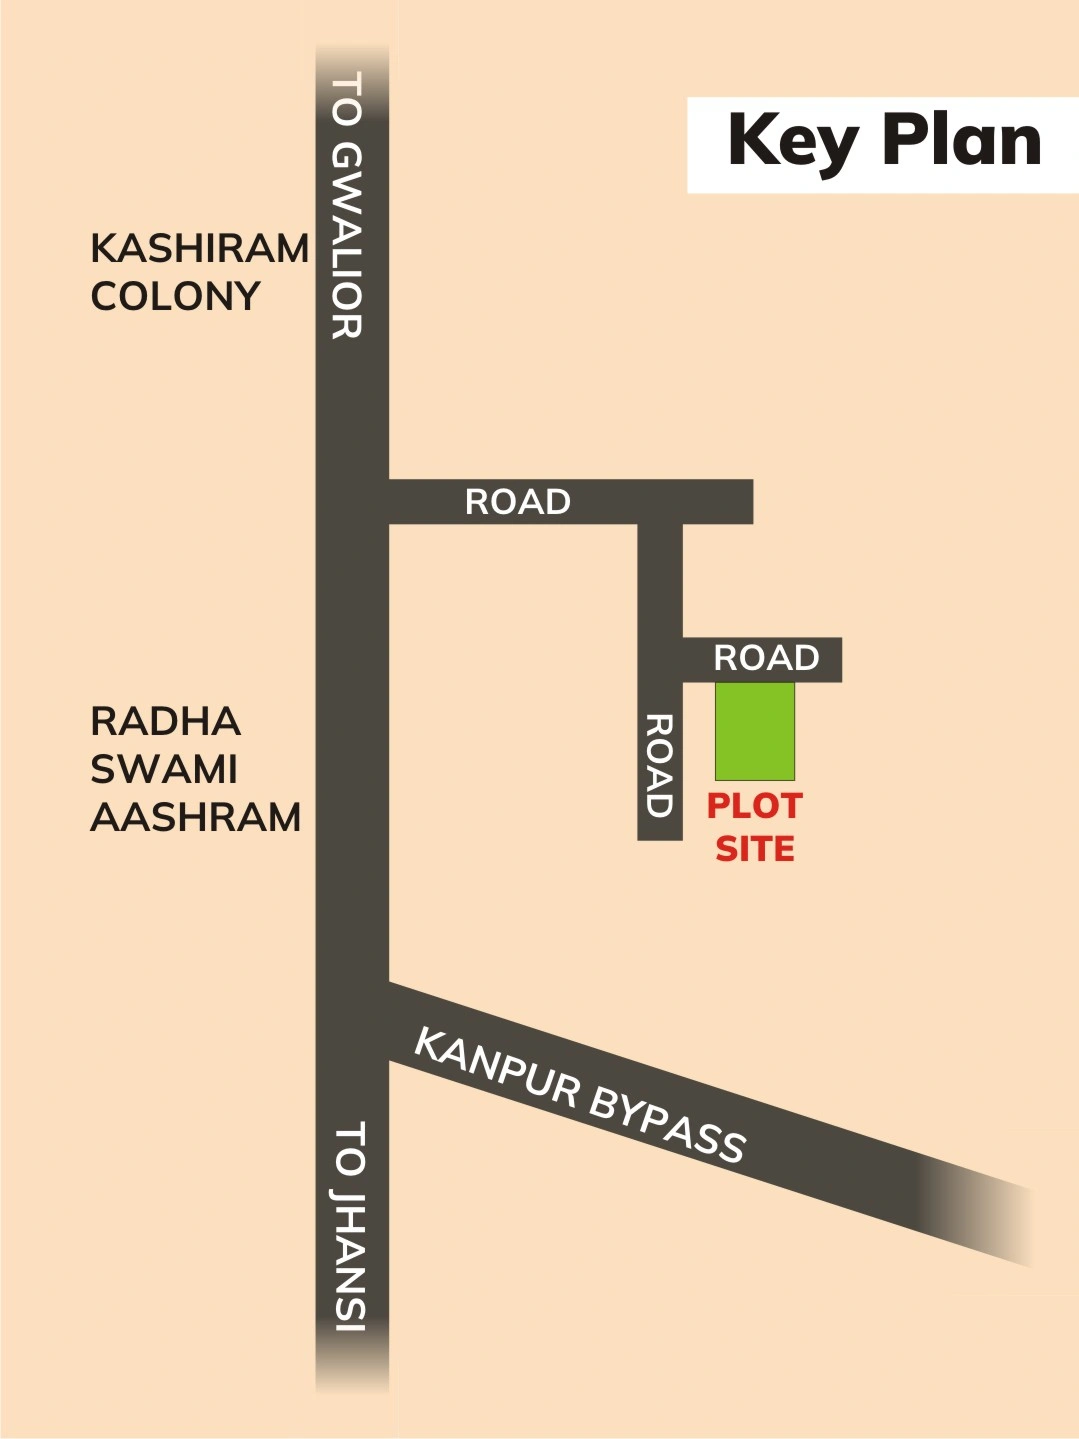 Key Plan
TO GWALIOR
KASHIRAM
COLONY
ROAD
ROAD
ROAD
PLOT
SITE
RADHA
SWAMI
AASHRAM
KANPUR BYPASS
TO JHANSI